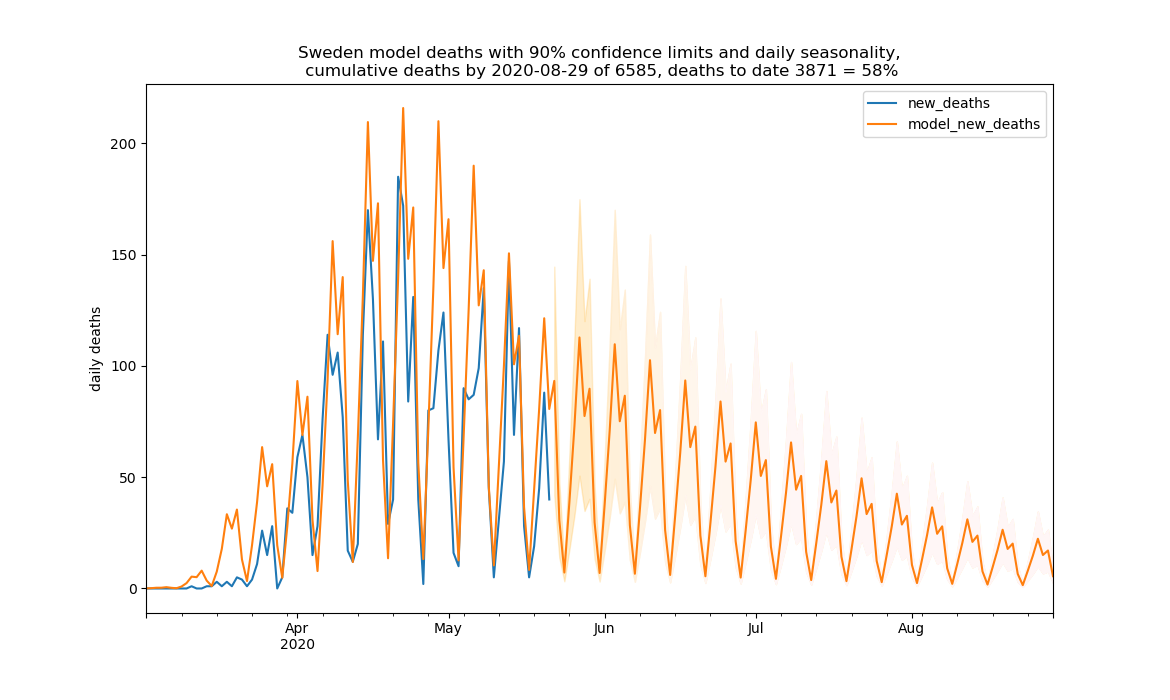 Sweden model deaths with 90% confidence limits and daily seasonality,
cumulative deaths by 2020-08-29 of 6585, deaths to date 3871 = 58%
new_deaths
model_new_deaths
daily deaths
200
150
100
50
0
Apr
2020
May
Jun
Jul
Aug